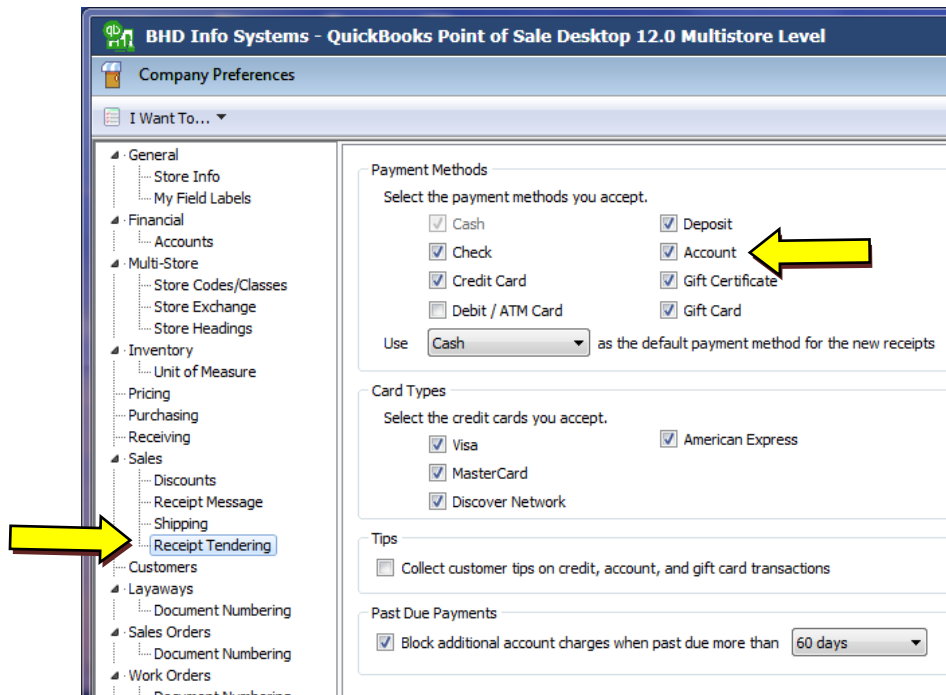 BHD Info Systems - QuickBooks Point of Sale Desktop 12.0 Multistore Level
Company Preferences
I Want To...
General
Store Info
My Field Labels
Financial
Accounts
Multi-Store
Store Codes/Classes
Store Exchange
Store Headings
Inventory
Unit of Measure
Pricing
Purchasing
Receiving
Sales
Discounts
Receipt Message
Shipping
Receipt Tendering
Customers
Layaways
Document Numbering
Sales Orders
Document Numbering
Work Orders
Document Numbering
Payment Methods
Select the payment methods you accept.
Cash Deposit
Check Account
Credit Card Gift Certificate
Debit / ATM Card Gift Card
Use Cash as the default payment method for the new receipts
Card Types
Select the credit cards you accept.
Visa American Express
MasterCard
Discover Network
Tips
Collect customer tips on credit, account, and gift card transactions
Past Due Payments
Block additional account charges when past due more than 60 days